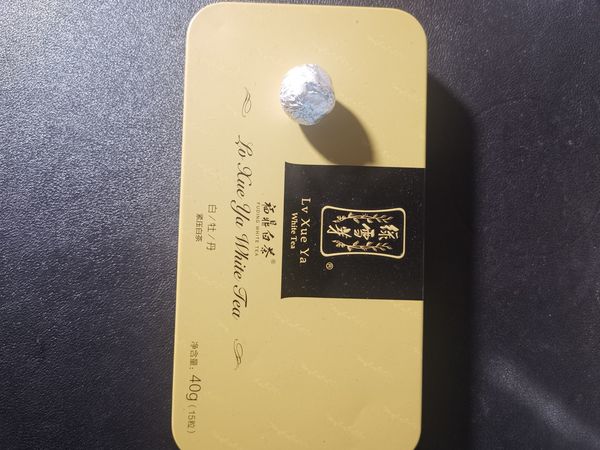 綠雪芽
®
Lv Xue Ya
White Tea
福鼎白茶®
FUDING WHITE TEA
Lv Xue Ya White Tea
白/牡/丹
紧压白茶
净含量：40g（15粒）